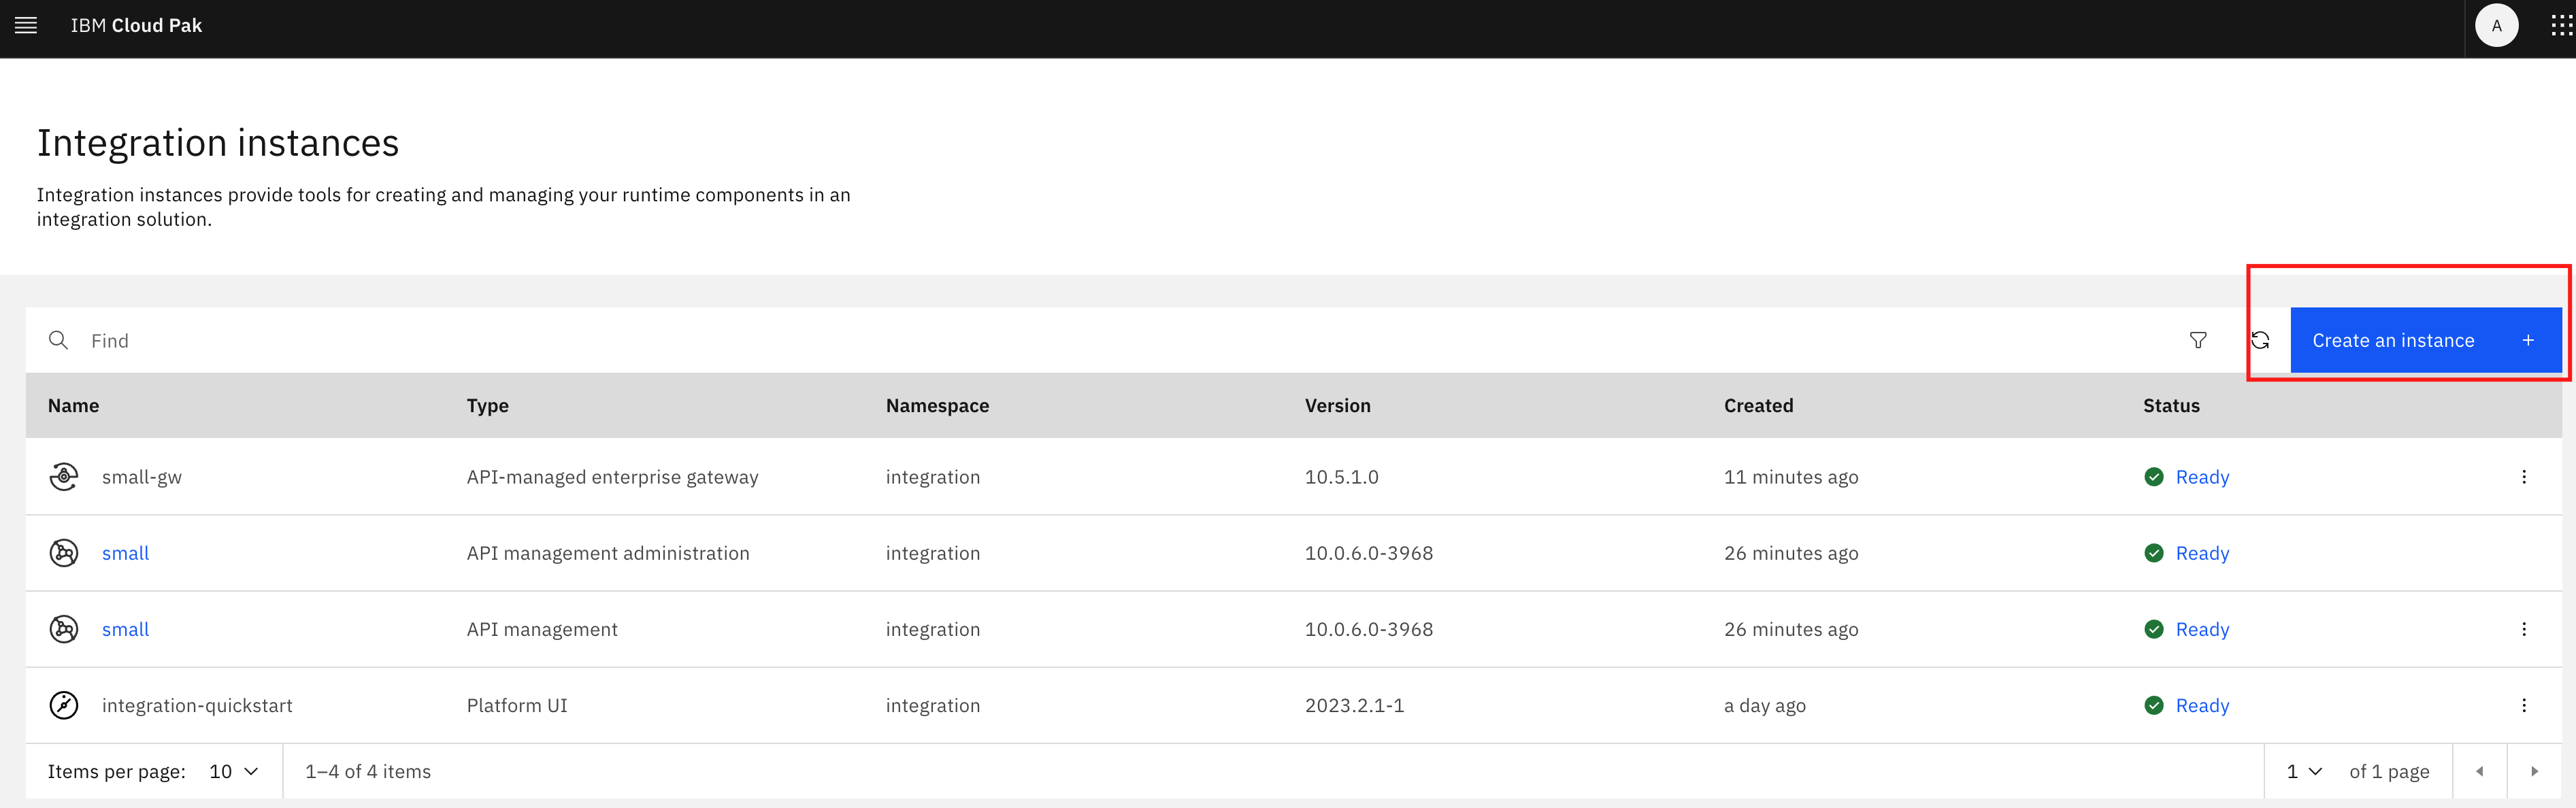 IBM Cloud Pak
A
Integration instances
Integration instances provide tools for creating and managing your runtime components in an
integration solution.
Find
Create an instance +
Name Type Namespace Version Created Status
small-gw API-managed enterprise gateway integration 10.5.1.0 11 minutes ago Ready
small API management administration integration 10.0.6.0-3968 26 minutes ago Ready
small API management integration 10.0.6.0-3968 26 minutes ago Ready
integration-quickstart Platform UI integration 2023.2.1-1 a day ago Ready
Items per page: 10 1–4 of 4 items 1 of 1 page